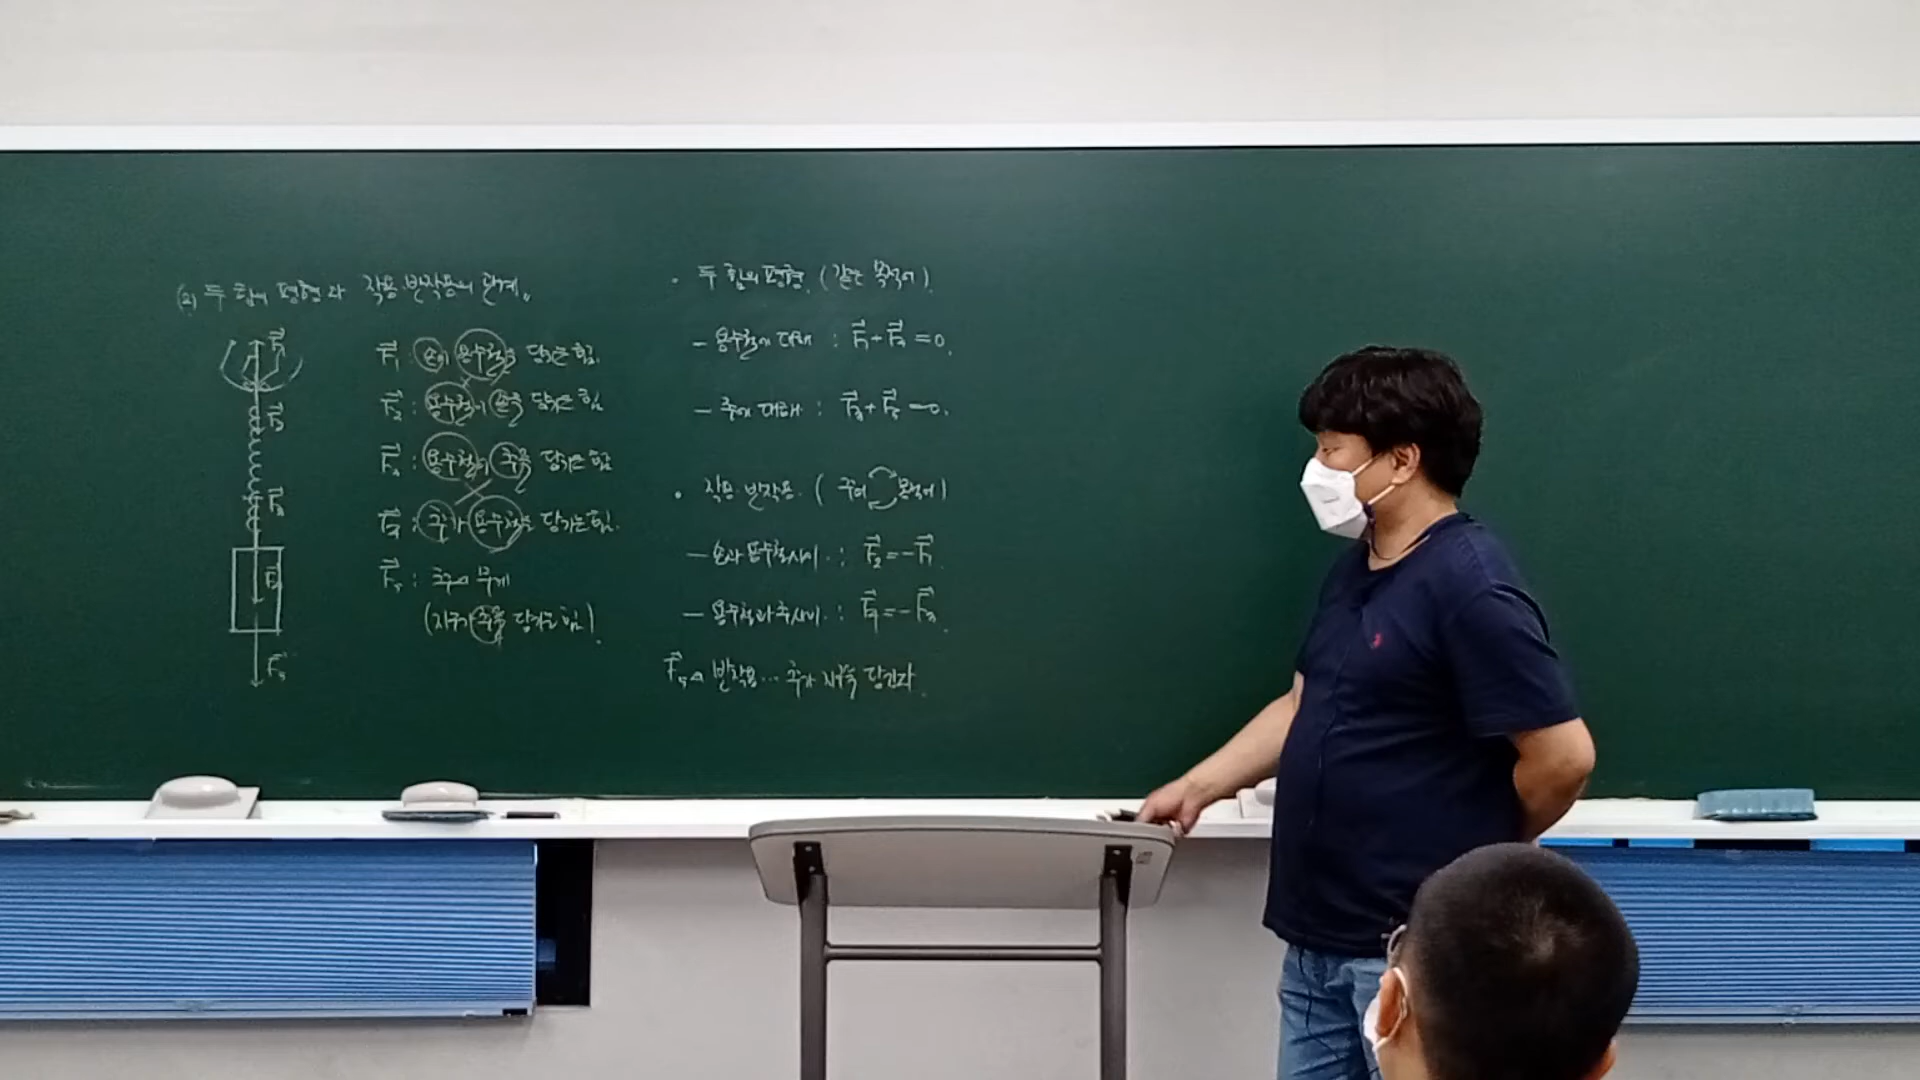 (2) 두 힘의 평형과 작용·반작용의 관계
F₁ : 손이 용수철을 당기는 힘.
F₂ : 용수철이 손을 당기는 힘
F₃ : 용수철이 추를 당기는 힘
F₄ : 추가 용수철을 당기는 힘.
F₅ : 추의 무게
(지구가 추를 당기는 힘).
· 두 힘의 평형. (같은 물체에).
- 용수철에 대해 : F₁ + F₄ = 0.
- 추에 대해 : F₃ + F₅ = 0.
· 작용·반작용. (
- 손과 용수철사이 : F₂ = -F₁
- 용수철과 추사이 : F₄ = -F₃.
F₅의 반작용… 추가 지구를 당긴다.